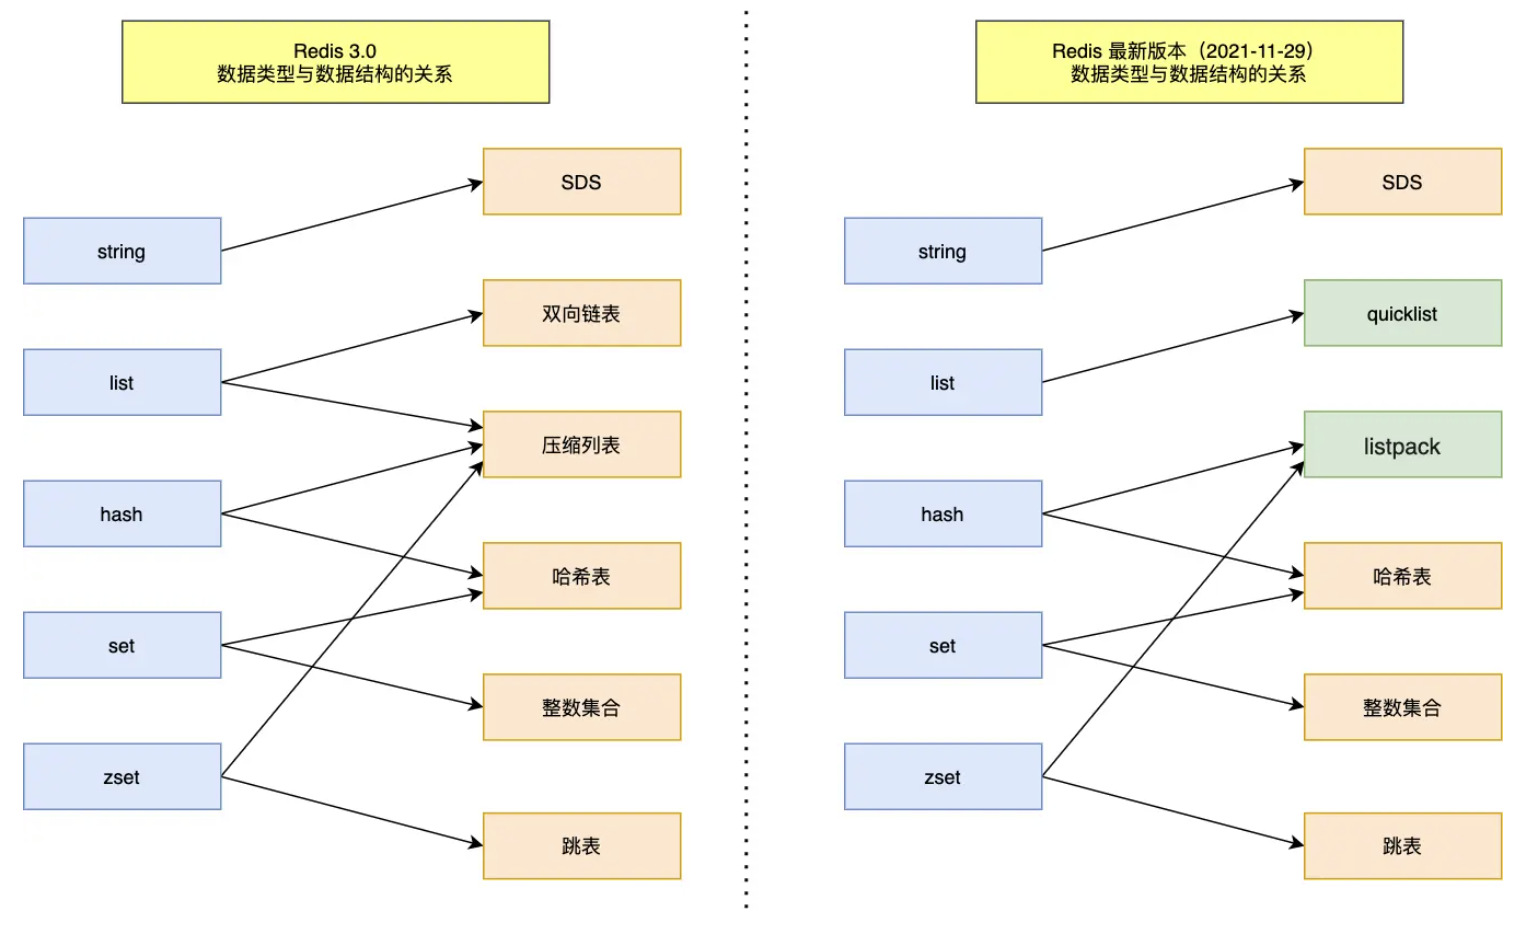 Redis 3.0
数据类型与数据结构的关系
string
list
hash
set
zset
SDS
双向链表
压缩列表
哈希表
整数集合
跳表
Redis 最新版本（2021-11-29）
数据类型与数据结构的关系
string
list
hash
set
zset
SDS
quicklist
listpack
哈希表
整数集合
跳表